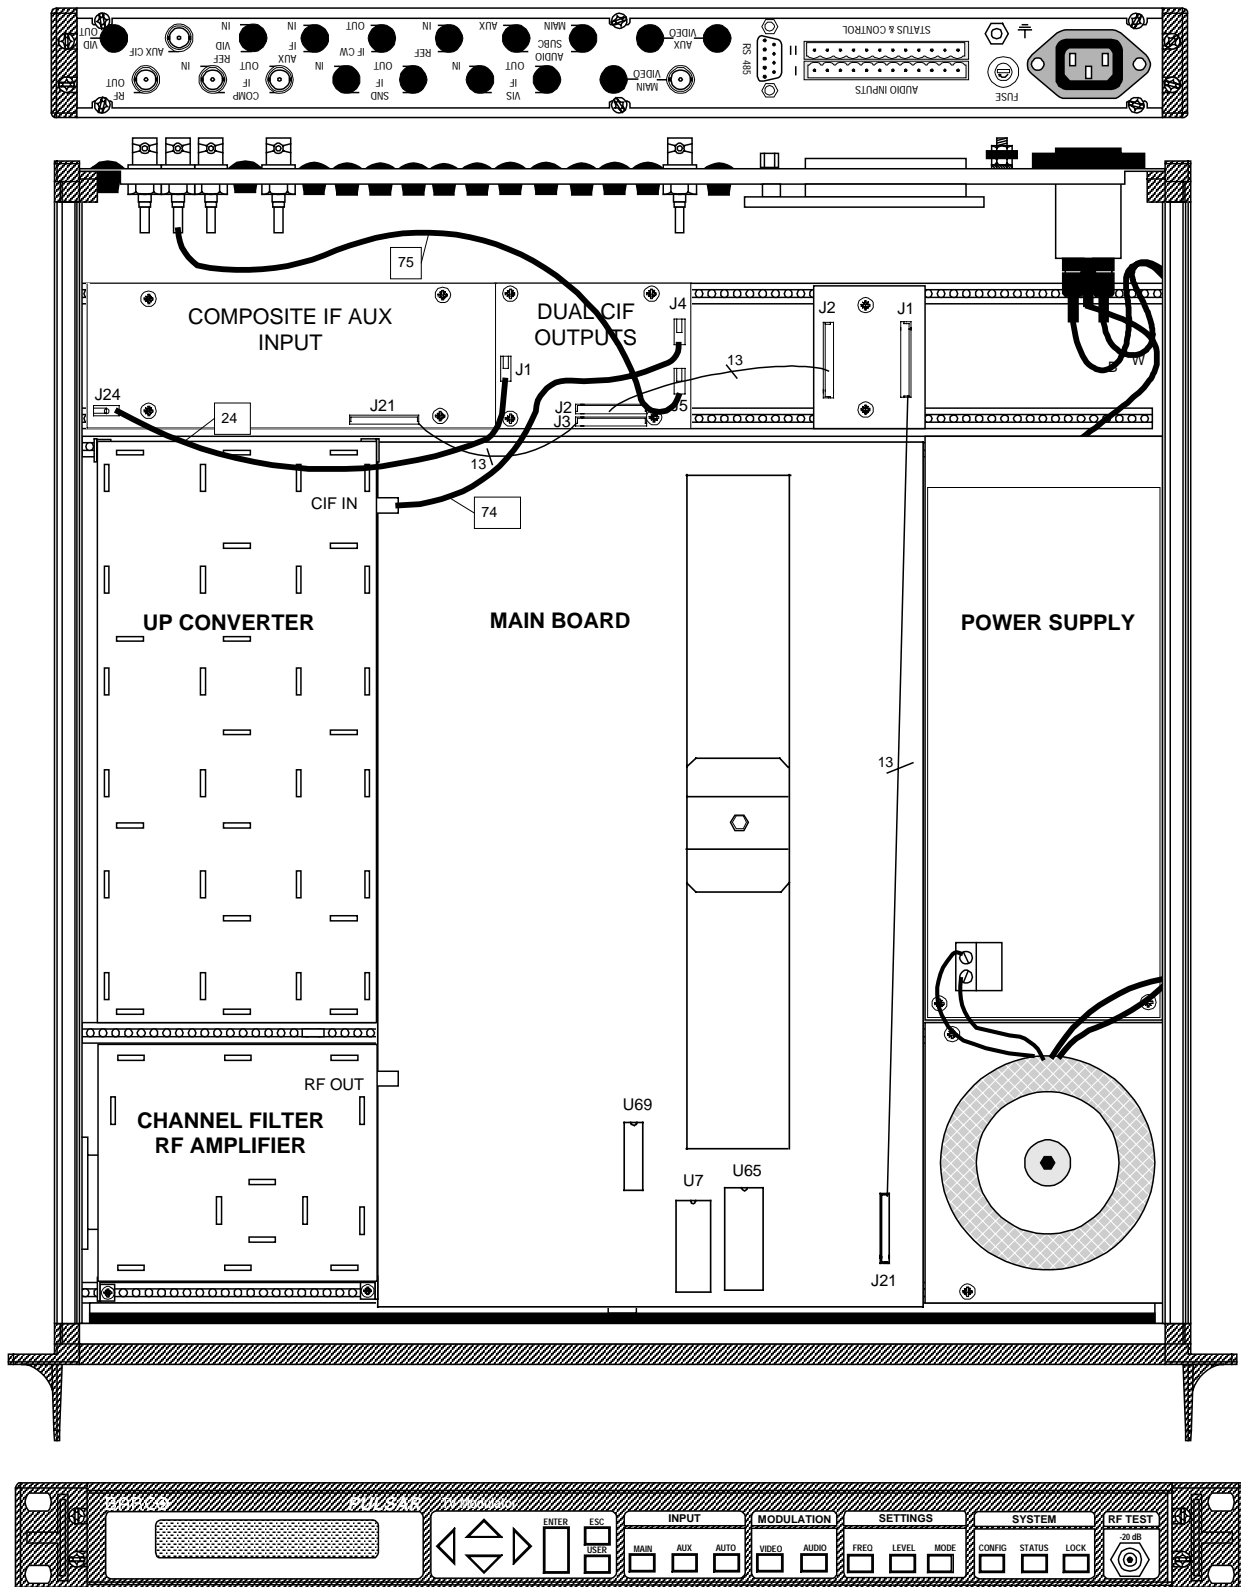 VID OUT
AUX CIF
VID IN
IF IN
IF CW OUT
REF IN
AUX
SUBC MAIN
AUX VIDEO
RS 485
II
I
STATUS & CONTROL
RF OUT
REF IN
COMP IF OUT
AUX
SND IF OUT
IN
VIS IF IN
AUDIO OUT
MAIN VIDEO
AUDIO INPUTS
FUSE
75
COMPOSITE IF AUX
INPUT
DUAL CIF
OUTPUTS
J4
J2
J1
J1
13
B
W
J24
24
J21
J2
J3
J5
13
CIF IN
74
UP CONVERTER
MAIN BOARD
POWER SUPPLY
13
RF OUT
CHANNEL FILTER
RF AMPLIFIER
U69
U7
U65
J21
BARCO
PULSAR
TV Modulator
ENTER
ESC
USER
INPUT
MAIN AUX AUTO
MODULATION
VIDEO AUDIO
SETTINGS
FREQ LEVEL MODE
SYSTEM
CONFIG STATUS LOCK
RF TEST
-20 dB